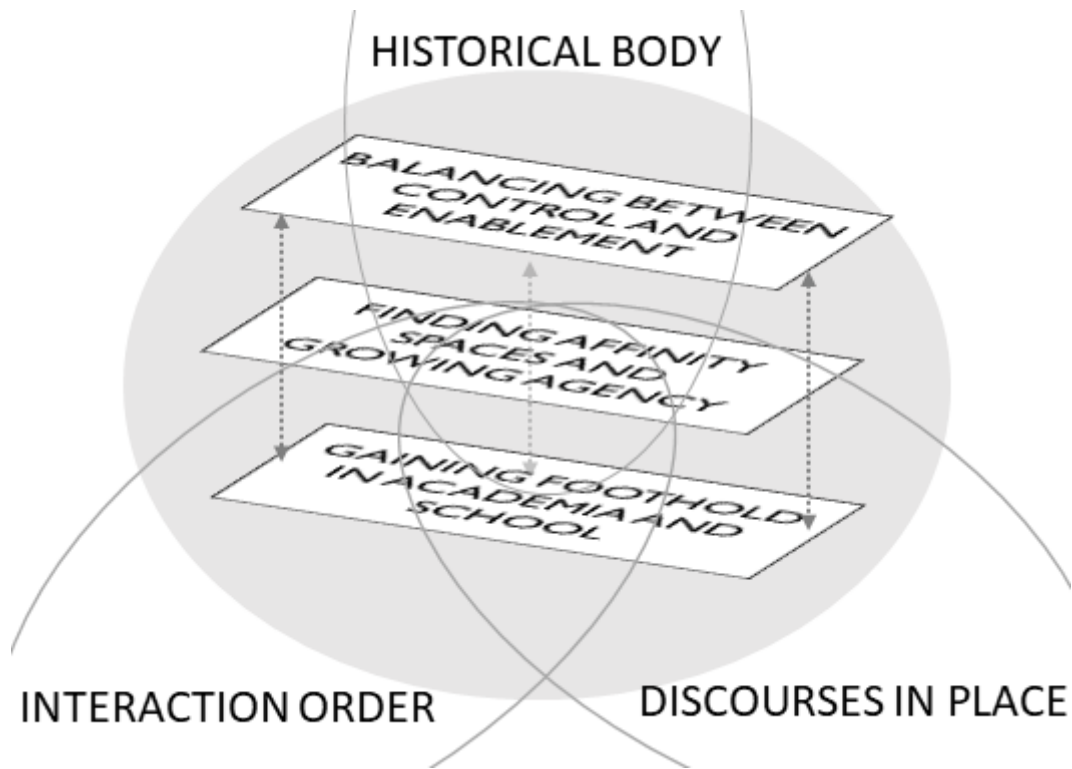 HISTORICAL BODY
BALANCING BETWEEN
CONTROL AND
ENABLEMENT
FINDING AFFINITY
SPACES AND
GROWING AGENCY
GAINING FOOTHOLD
IN ACADEMIA AND
SCHOOL
INTERACTION ORDER
DISCOURSES IN PLACE